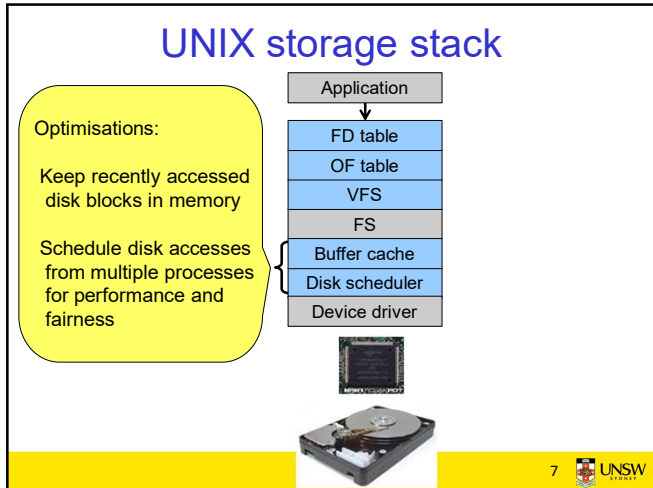 UNIX storage stack
Optimisations:
Keep recently accessed
disk blocks in memory
Schedule disk accesses
from multiple processes
for performance and
fairness
Application
FD table
OF table
VFS
FS
Buffer cache
Disk scheduler
Device driver
7
UNSW
SYDNEY